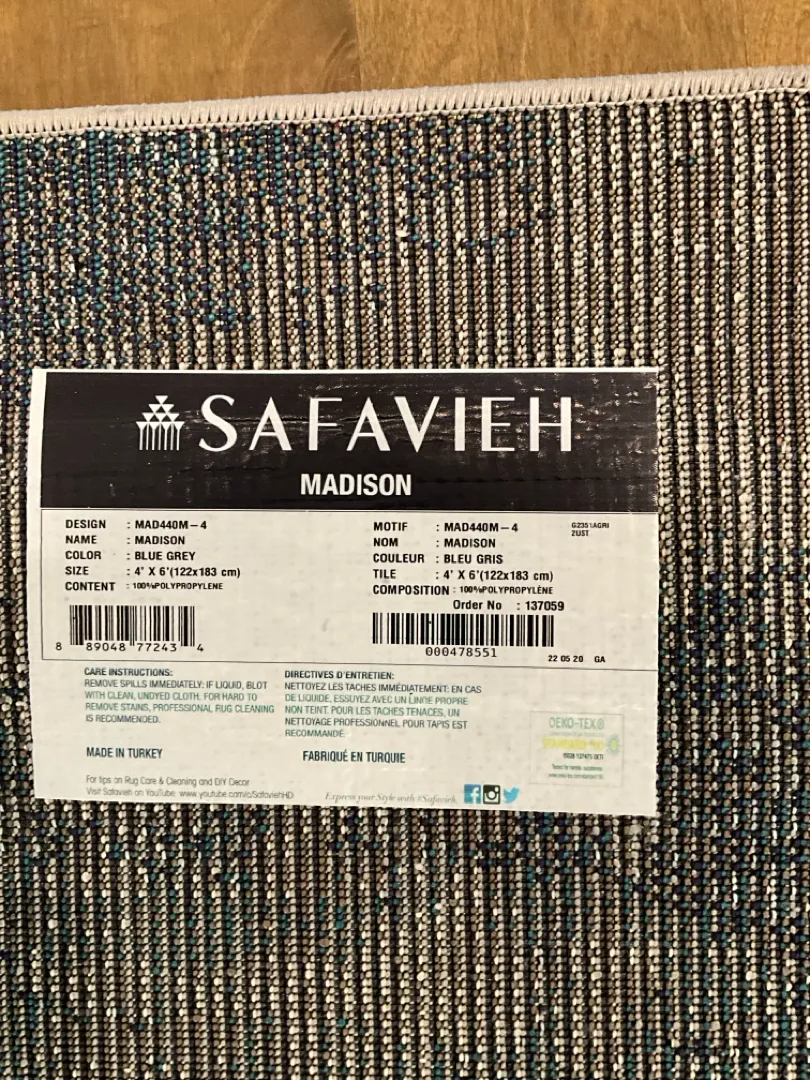 SAFAVIEH
MADISON
DESIGN : MAD440M-4
NAME : MADISON
COLOR : BLUE GREY
SIZE : 4' X 6'(122x183 cm)
CONTENT : 100%POLYPROPYLENE
MOTIF : MAD440M-4
NOM : MADISON
COULEUR : BLEU GRIS
TILE : 4' X 6'(122x183 cm)
COMPOSITION : 100%POLYPROPYLÈNE
2UST
Order No : 137059
8 89048 77243 4
000478551
22 05 20 GA
CARE INSTRUCTIONS:
REMOVE SPILLS IMMEDIATELY: IF LIQUID, BLOT
WITH CLEAN, UNDYED CLOTH, FOR HARD TO
REMOVE STAINS, PROFESSIONAL RUG CLEANING
IS RECOMMENDED.
DIRECTIVES D'ENTRETIEN:
NETTOYEZ LES TACHES IMMÉDIATEMENT: EN CAS
DE LIQUIDE, ESSUYEZ AVEC UN LINGE PROPRE
NON TEINT. POUR LES TACHES TENACES, UN
NETTOYAGE PROFESSIONNEL POUR TAPIS EST
RECOMMANDÉ.
MADE IN TURKEY
FABRIQUÉ EN TURQUIE
For tips on Rug Care & Cleaning and DIY Decor
Visit Safavieh on YouTube: www.youtube.com/c/SafaviehHD
Express your Style with #Safavieh.
OEKO-TEX®